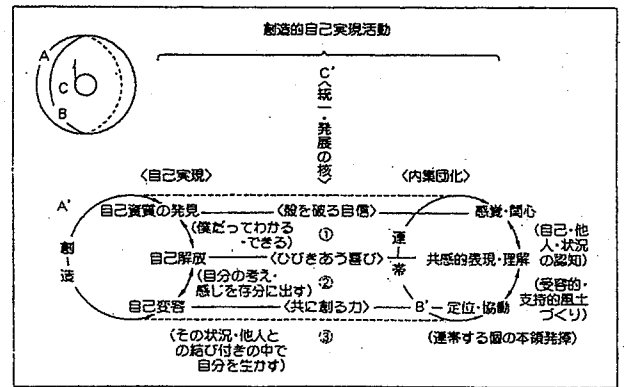 創造的自己実現活動
A
C
B
C'
〈統一・発展の核〉
〈自己実現〉
〈内集団化〉
A'
創造
自己資質の発見
〈殻を破る自信〉
感覚・関心
(僕だってわかる
・できる)
①
(自己・他
人・状況
の認知)
連帯
自己解放
〈ひびきあう喜び〉
共感的表現・理解
(自分の考え・
感じを存分に出す)
②
(受容的・
支持的風土
づくり)
自己変容
〈共に創る力〉
B'
定位・協働
(その状況・他人と
の結び付きの中で
自分を生かす)
③
(連帯する個の本領発揮)